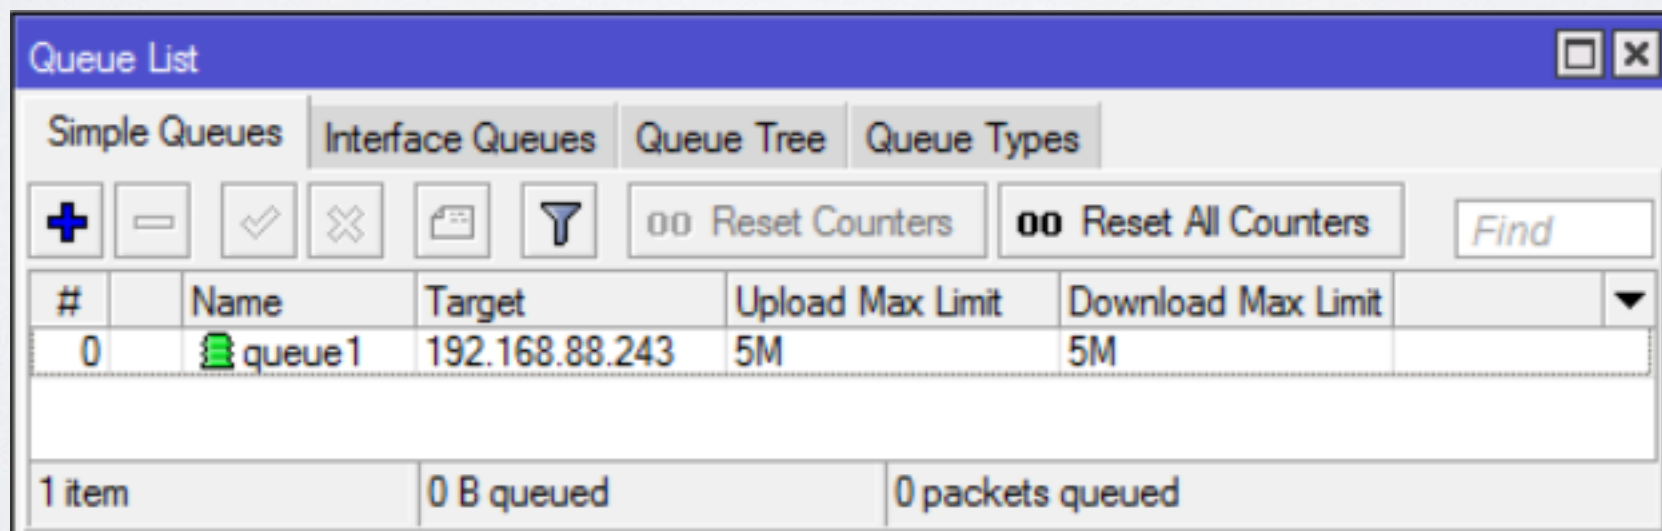 Queue List
Simple Queues Interface Queues Queue Tree Queue Types
00 Reset Counters 00 Reset All Counters Find
# Name Target Upload Max Limit Download Max Limit
0 queue1 192.168.88.243 5M 5M
1 item 0 B queued 0 packets queued